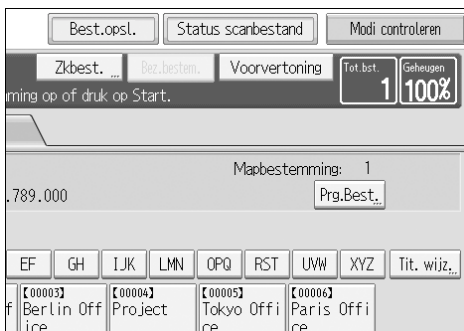 Best.opsl. Status scanbestand Modi controleren
Zkbest. ... Bez.bestem. Voorvertoning Tot.bst. Geheugen
ming op of druk op Start. 1 100%
Mapbestemming: 1
.789.000 Prg.Best...
EF GH IJK LMN OPQ RST UVW XYZ Tit. wijz...
【00003】 【00004】 【00005】 【00006】
f Berlin Off Project Tokyo Offi Paris Offi
ice ce ce